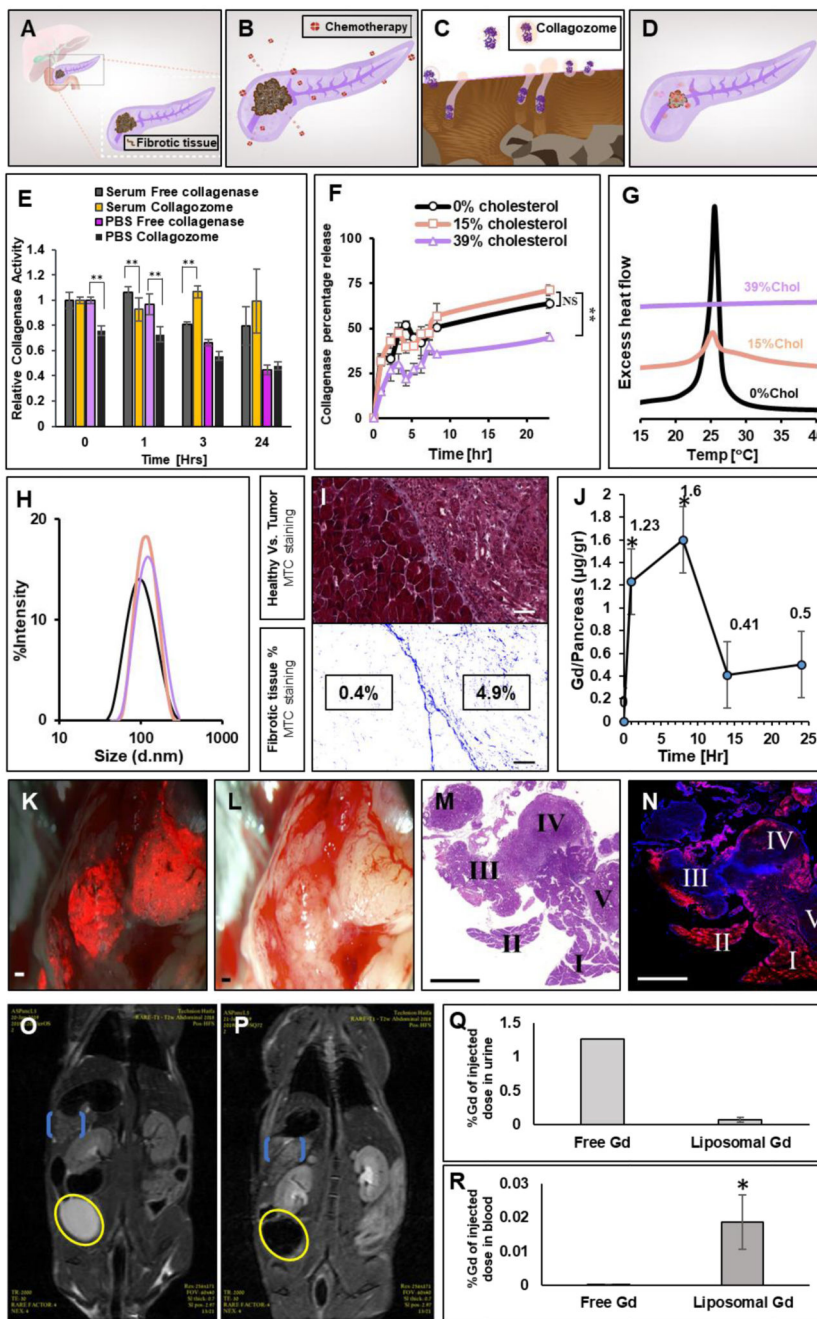 A
Fibrotic tissue
B
Chemotherapy
C
Collagozome
D
E
Serum Free collagenase
Serum Collagozome
PBS Free collagenase
PBS Collagozome
Relative Collagenase Activity
1.4
1.2
1
0.8
0.6
0.4
0.2
0
**
**
**
**
0
1
3
24
Time [Hrs]
F
0% cholesterol
15% cholesterol
39% cholesterol
Collagenase percentage release
100
75
50
25
0
NS
**
0
5
10
15
20
Time [hr]
G
Excess heat flow
39%Chol
15%Chol
0%Chol
15
20
25
30
35
40
Temp [°C]
H
%Intensity
20
10
0
10
100
1000
Size (d.nm)
Healthy Vs. Tumor
MTC staining
I
Fibrotic tissue %
MTC staining
0.4%
4.9%
J
Gd/Pancreas (µg/gr)
2
1.8
1.6
1.4
1.2
1
0.8
0.6
0.4
0.2
0
0
*
1.23
*
1.6
0.41
0.5
0
5
10
15
20
25
Time [Hr]
K
L
M
IV
III
V
II
I
N
IV
III
V
II
I
O
P
Q
%Gd of injected
dose in urine
1.5
1
0.5
0
Free Gd
Liposomal Gd
R
%Gd of injected
dose in blood
0.03
0.02
0.01
0
*
Free Gd
Liposomal Gd